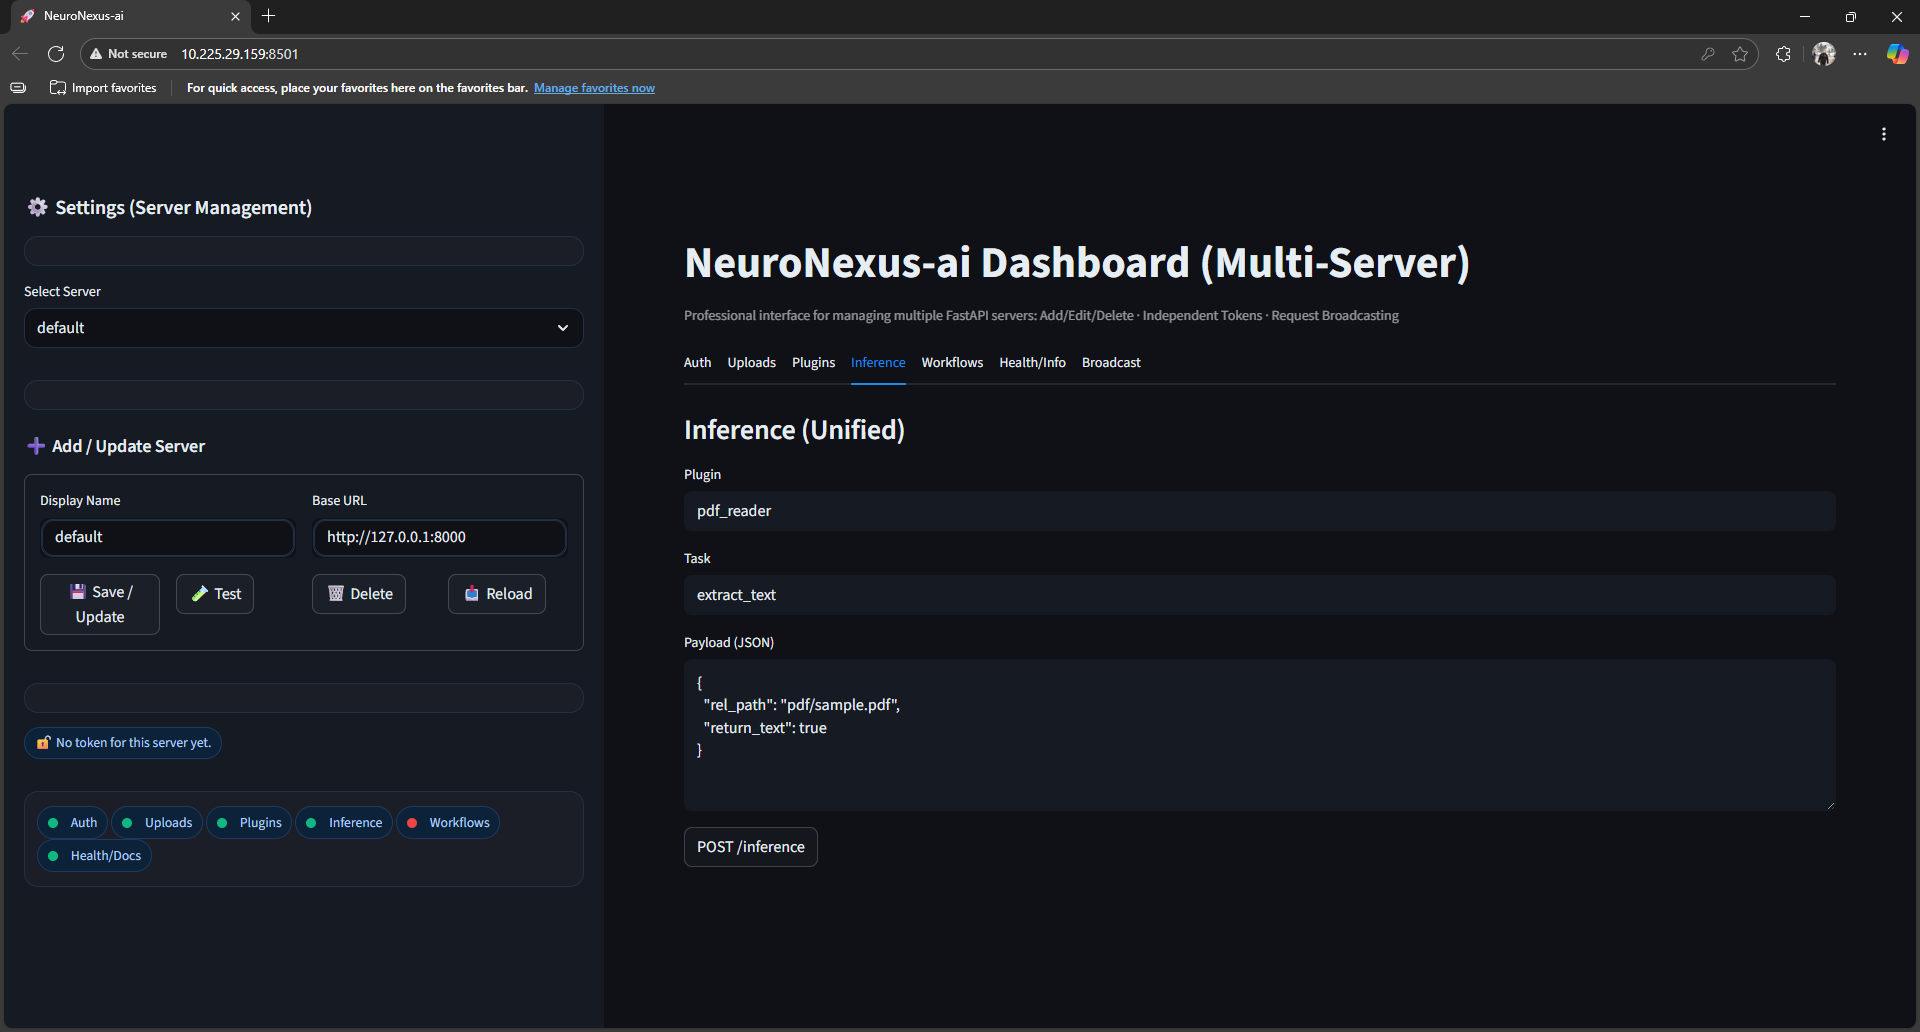 NeuroNexus-ai
Not secure 10.225.29.159:8501
Import favorites
For quick access, place your favorites here on the favorites bar. Manage favorites now
Settings (Server Management)
Select Server
default
Add / Update Server
Display Name
Base URL
default
http://127.0.0.1:8000
Save /
Update
Test
Delete
Reload
No token for this server yet.
Auth
Uploads
Plugins
Inference
Workflows
Health/Docs
NeuroNexus-ai Dashboard (Multi-Server)
Professional interface for managing multiple FastAPI servers: Add/Edit/Delete · Independent Tokens · Request Broadcasting
Auth Uploads Plugins Inference Workflows Health/Info Broadcast
Inference (Unified)
Plugin
pdf_reader
Task
extract_text
Payload (JSON)
{
"rel_path": "pdf/sample.pdf",
"return_text": true
}
POST /inference